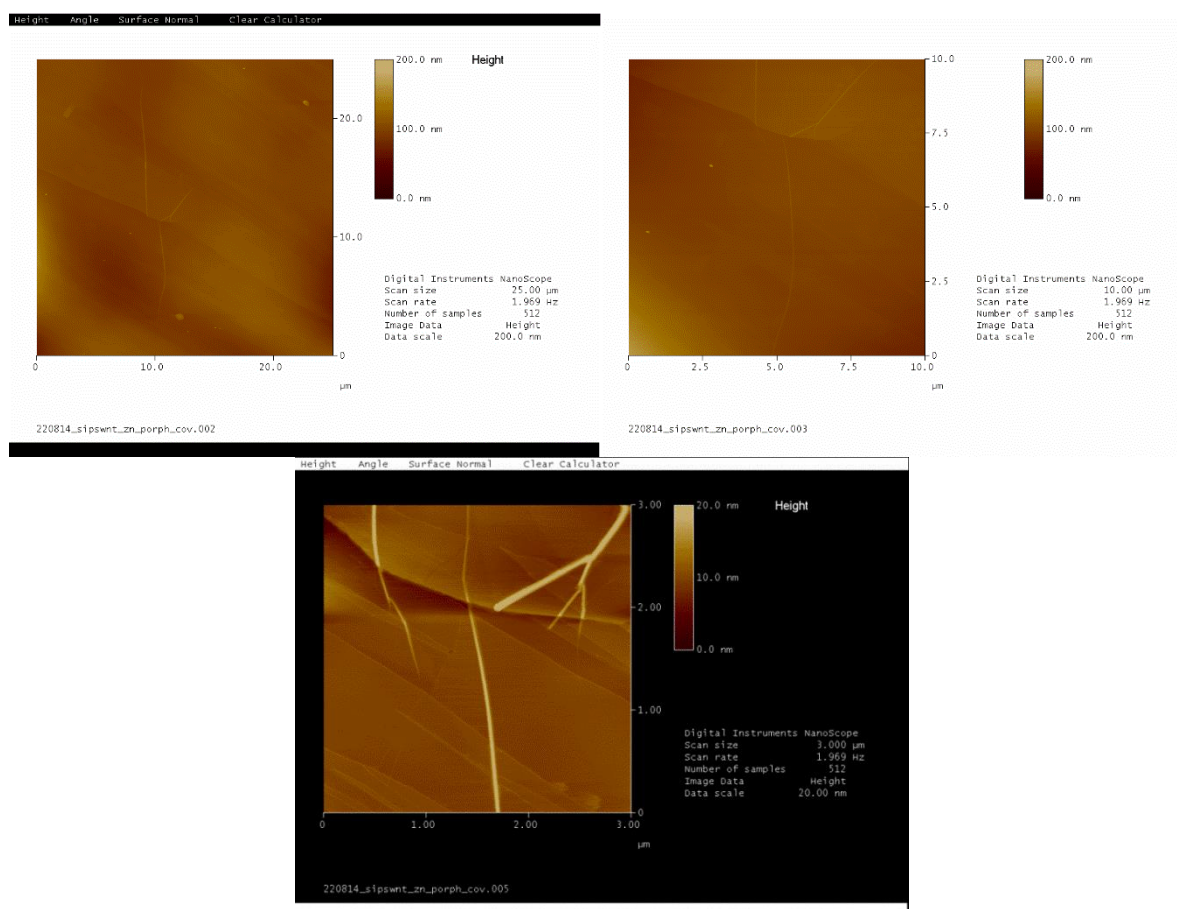 Height Angle Surface Normal Clear Calculator
200.0 nm
Height
100.0 nm
0.0 nm
20.0
10.0
0
0 10.0 20.0
µm
Digital Instruments NanoScope
Scan size 25.00 µm
Scan rate 1.969 Hz
Number of samples 512
Image Data Height
Data scale 200.0 nm
220814_sipswnt_zn_porph_cov.002
10.0
7.5
5.0
2.5
0
0 2.5 5.0 7.5 10.0
µm
200.0 nm
100.0 nm
0.0 nm
Digital Instruments NanoScope
Scan size 10.00 µm
Scan rate 1.969 Hz
Number of samples 512
Image Data Height
Data scale 200.0 nm
220814_sipswnt_zn_porph_cov.003
Height Angle Surface Normal Clear Calculator
3.00
2.00
1.00
0
0 1.00 2.00 3.00
µm
20.0 nm
Height
10.0 nm
0.0 nm
Digital Instruments NanoScope
Scan size 3.000 µm
Scan rate 1.969 Hz
Number of samples 512
Image Data Height
Data scale 20.00 nm
220814_sipswnt_zn_porph_cov.005